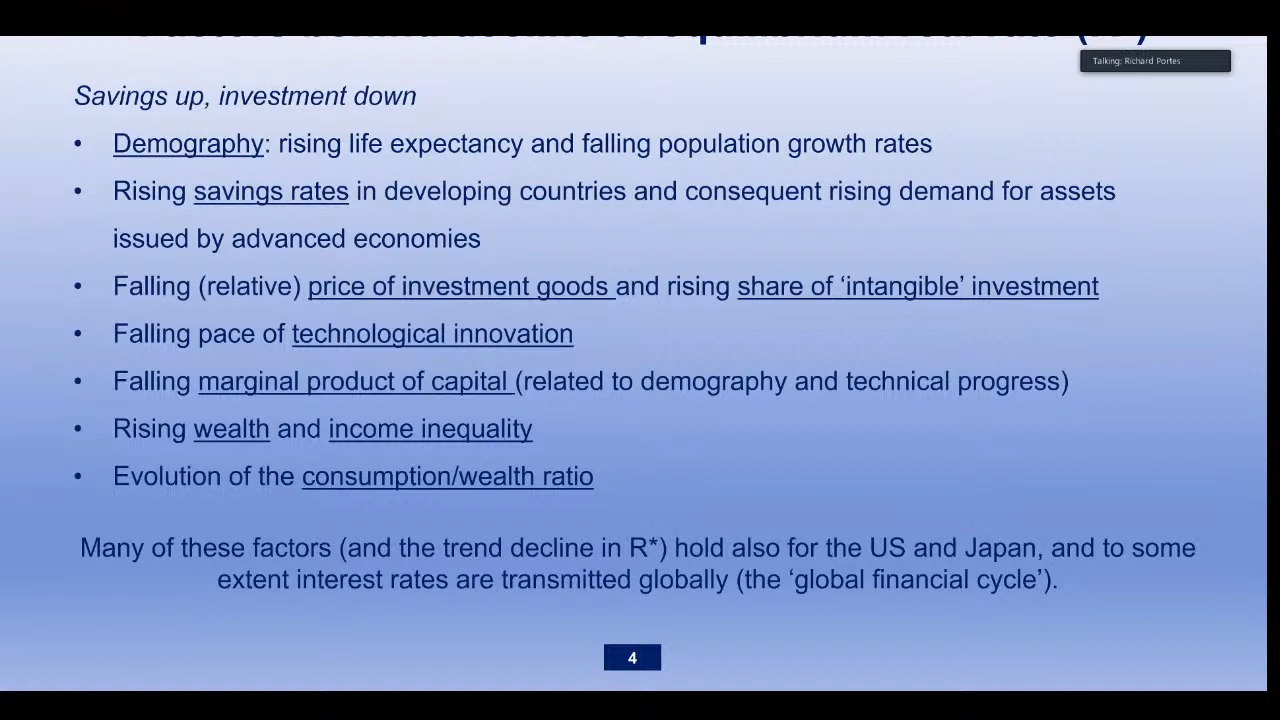 Talking: Richard Portes
Savings up, investment down
• Demography: rising life expectancy and falling population growth rates
• Rising savings rates in developing countries and consequent rising demand for assets
issued by advanced economies
• Falling (relative) price of investment goods and rising share of ‘intangible’ investment
• Falling pace of technological innovation
• Falling marginal product of capital (related to demography and technical progress)
• Rising wealth and income inequality
• Evolution of the consumption/wealth ratio
Many of these factors (and the trend decline in R*) hold also for the US and Japan, and to some
extent interest rates are transmitted globally (the ‘global financial cycle’).
4